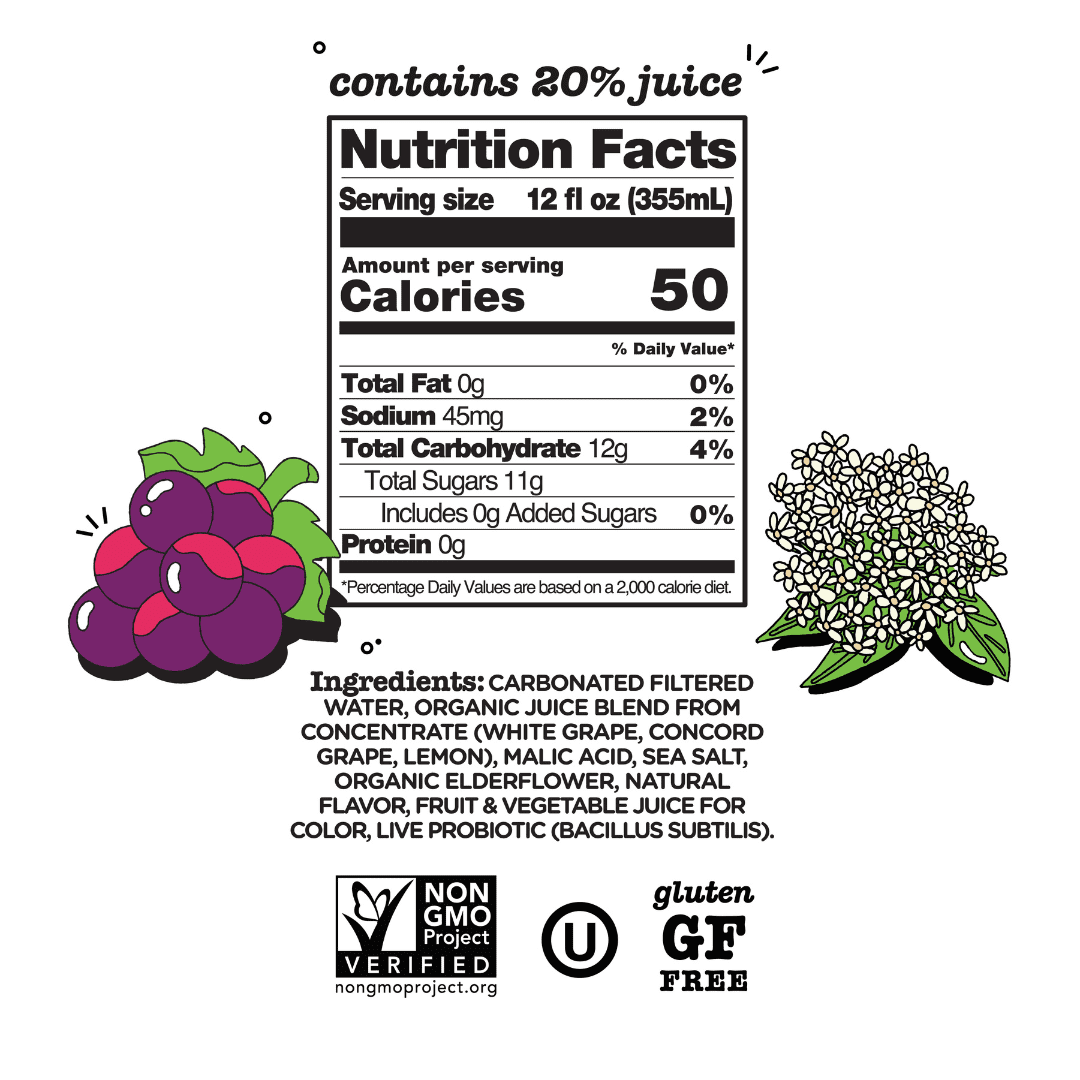 contains 20% juice
Nutrition Facts
Serving size 12 fl oz (355mL)
Amount per serving
Calories 50
% Daily Value*
Total Fat 0g 0%
Sodium 45mg 2%
Total Carbohydrate 12g 4%
Total Sugars 11g
Includes 0g Added Sugars 0%
Protein 0g
*Percentage Daily Values are based on a 2,000 calorie diet.
Ingredients: CARBONATED FILTERED
WATER, ORGANIC JUICE BLEND FROM
CONCENTRATE (WHITE GRAPE, CONCORD
GRAPE, LEMON), MALIC ACID, SEA SALT,
ORGANIC ELDERFLOWER, NATURAL
FLAVOR, FRUIT & VEGETABLE JUICE FOR
COLOR, LIVE PROBIOTIC (BACILLUS SUBTILIS).
NON
GMO
Project
VERIFIED
nongmoproject.org
U
gluten
GF
FREE